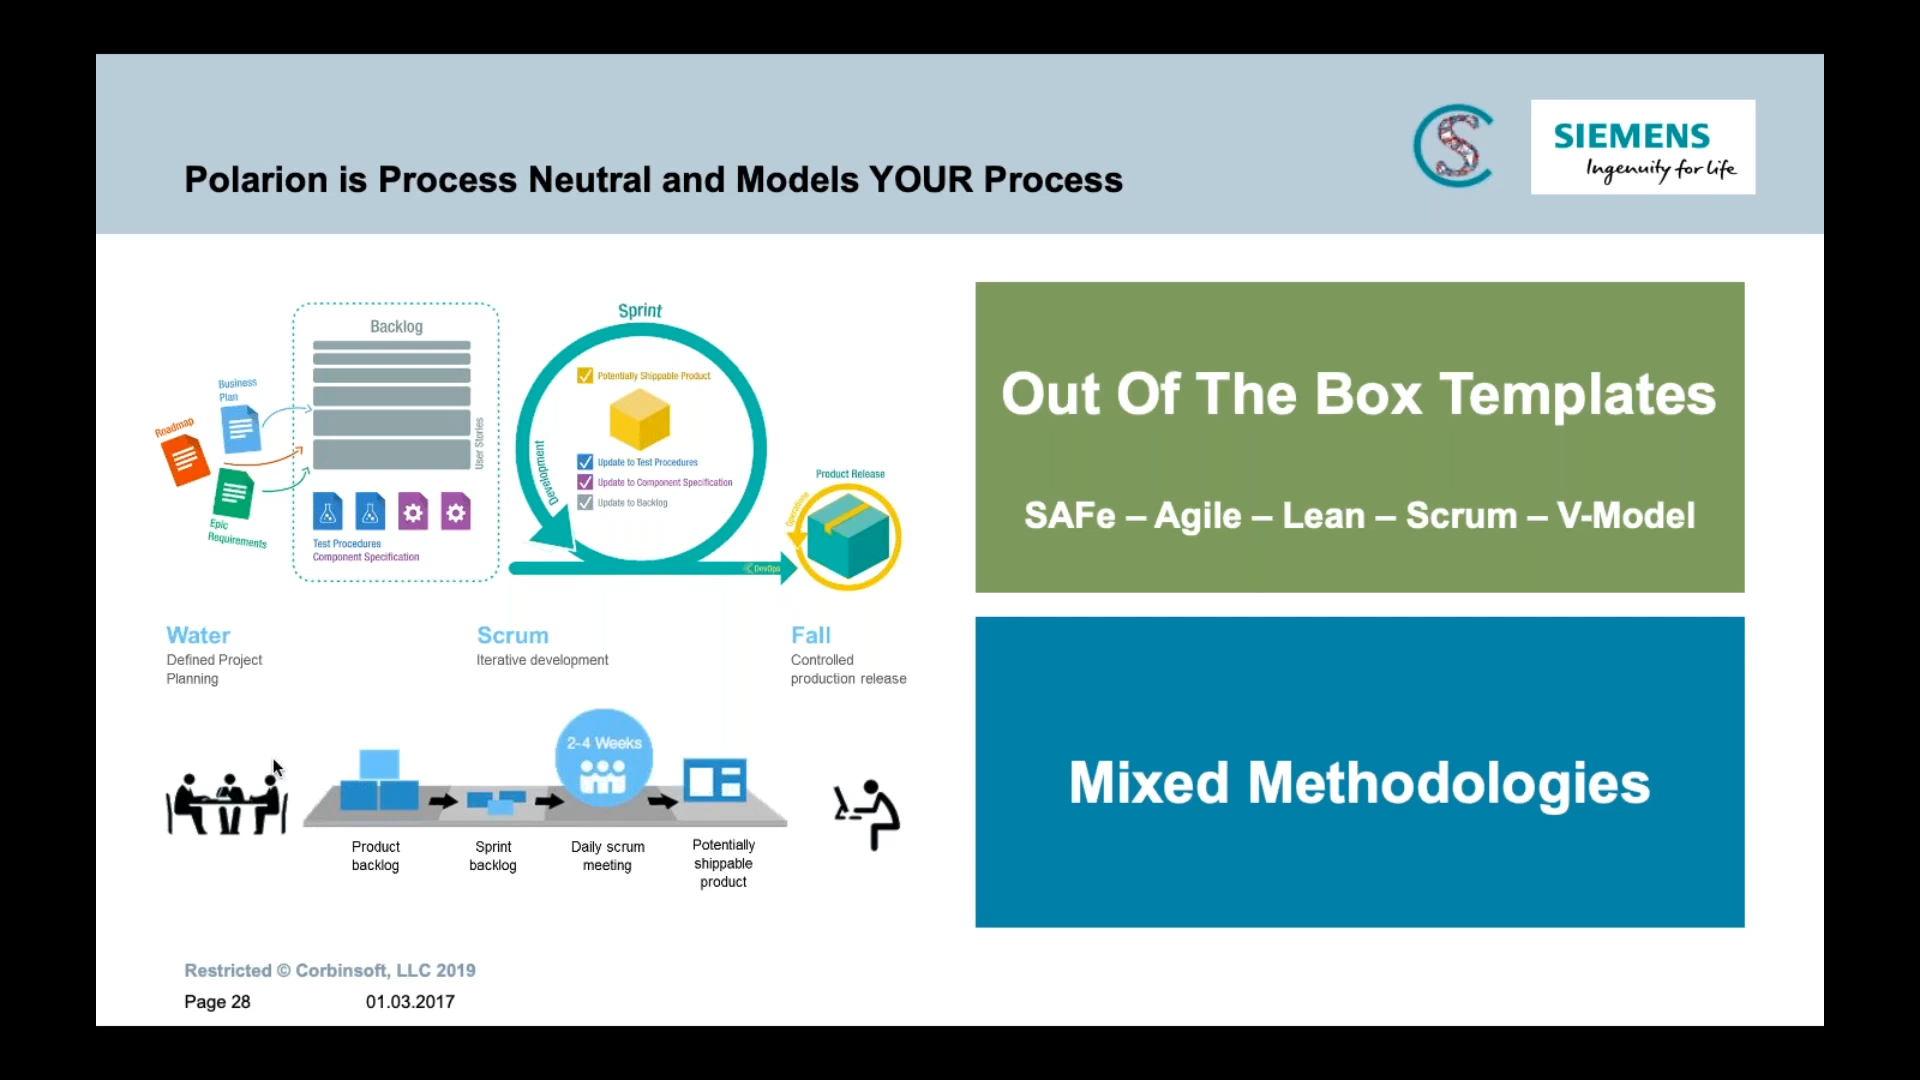 Polarion is Process Neutral and Models YOUR Process
SIEMENS
Ingenuity for life
Backlog
Business
Plan
Roadmap
Epic
Requirements
User Stories
Test Procedures
Component Specification
Sprint
Development
Potentially Shippable Product
Update to Test Procedures
Update to Component Specification
Update to Backlog
DevOps
Product Release
Operations
Out Of The Box Templates
SAFe – Agile – Lean – Scrum – V-Model
Water
Defined Project
Planning
Scrum
Iterative development
Fall
Controlled
production release
2-4 Weeks
Product
backlog
Sprint
backlog
Daily scrum
meeting
Potentially
shippable
product
Mixed Methodologies
Restricted © Corbinsoft, LLC 2019
Page 28
01.03.2017